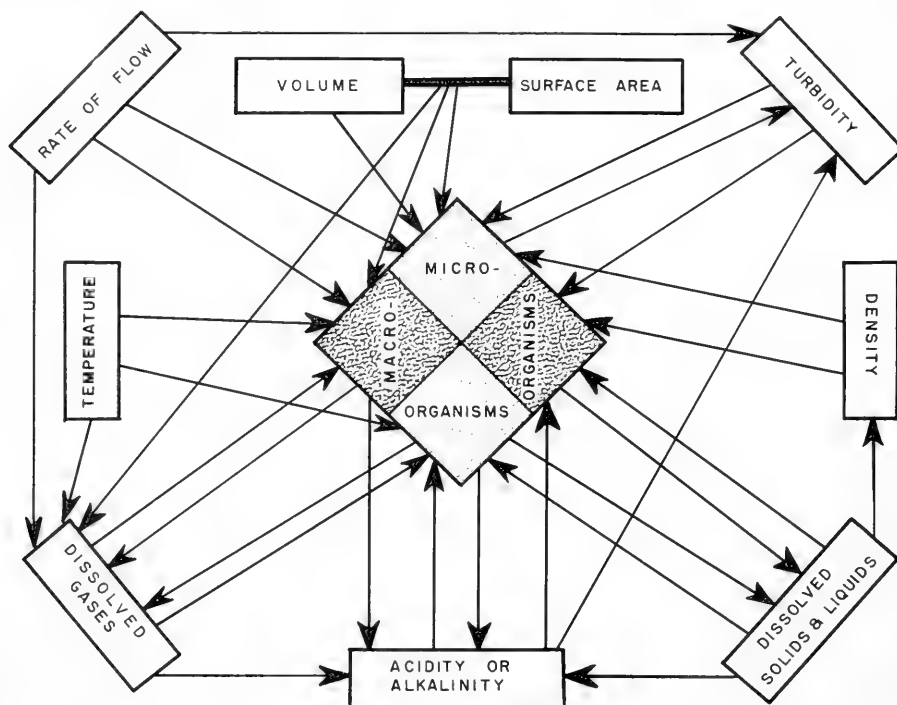 RATE OF FLOW
VOLUME
SURFACE AREA
TURBIDITY
TEMPERATURE
MICRO-
MACRO-
ORGANISMS
ORGANISMS
DENSITY
DISSOLVED
GASES
ACIDITY OR
ALKALINITY
DISSOLVED
SOLIDS & LIQUIDS